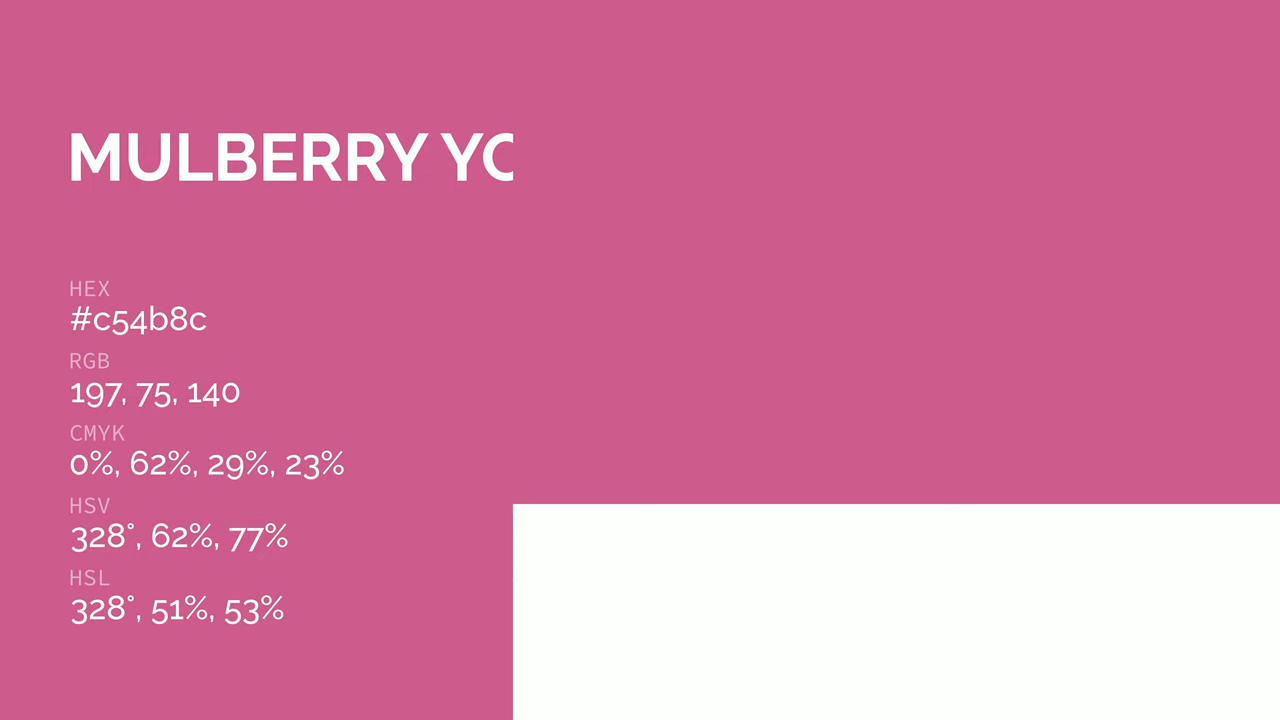 MULBERRY
HEX
#c54b8c
RGB
197, 75, 140
CMYK
0%, 62%, 29%, 23%
HSV
328°, 62%, 77%
HSL
328°, 51%, 53%